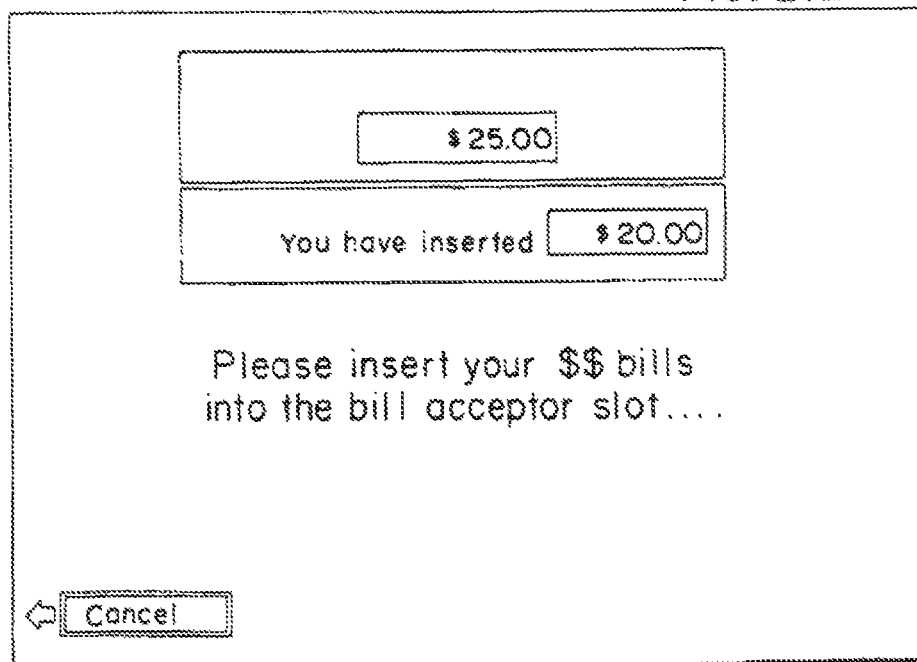 $25.00
You have inserted $20.00
Please insert your $$ bills
into the bill acceptor slot....
Cancel